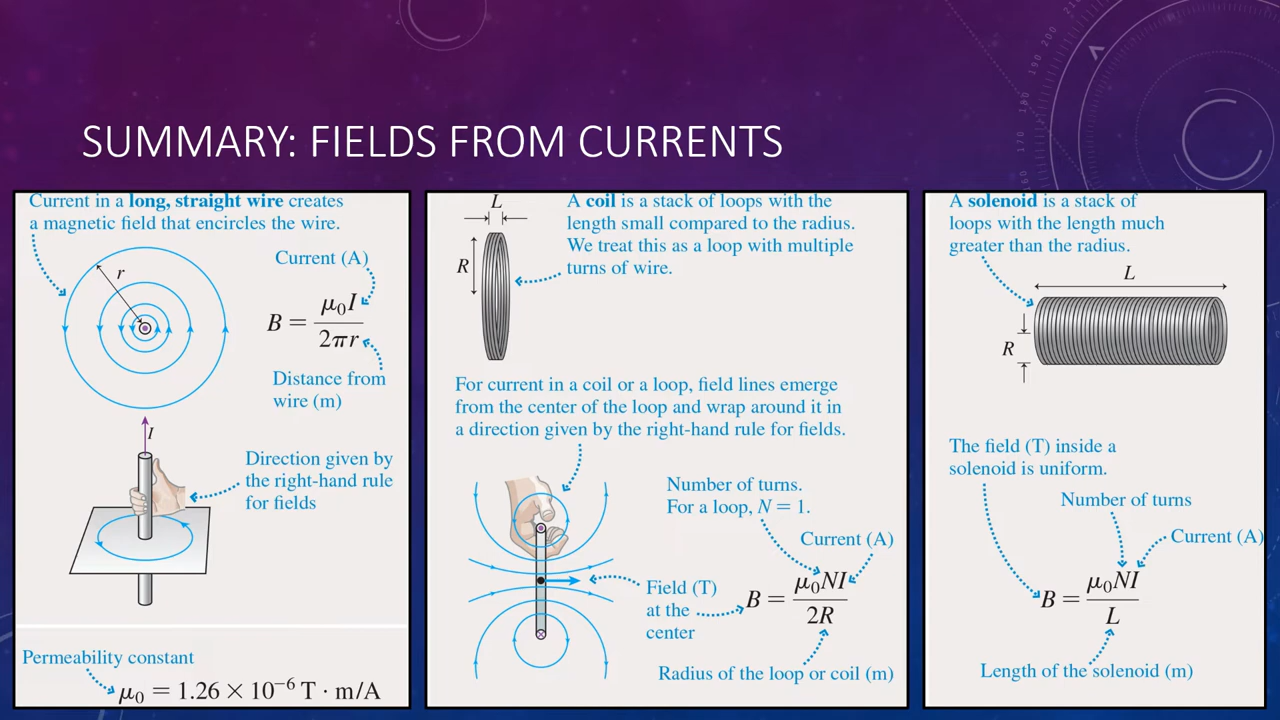 SUMMARY: FIELDS FROM CURRENTS
Current in a long, straight wire creates
a magnetic field that encircles the wire.
r
Current (A)
B = μ₀I / 2πr
Distance from
wire (m)
I
Direction given by
the right-hand rule
for fields
Permeability constant
μ₀ = 1.26 × 10⁻⁶ T · m/A
L
R
A coil is a stack of loops with the
length small compared to the radius.
We treat this as a loop with multiple
turns of wire.
For current in a coil or a loop, field lines emerge
from the center of the loop and wrap around it in
a direction given by the right-hand rule for fields.
Number of turns.
For a loop, N = 1.
Current (A)
Field (T)
at the
center
B = μ₀NI / 2R
Radius of the loop or coil (m)
A solenoid is a stack of
loops with the length much
greater than the radius.
L
R
The field (T) inside a
solenoid is uniform.
Number of turns
Current (A)
B = μ₀NI / L
Length of the solenoid (m)
210
200
190
180
170
160